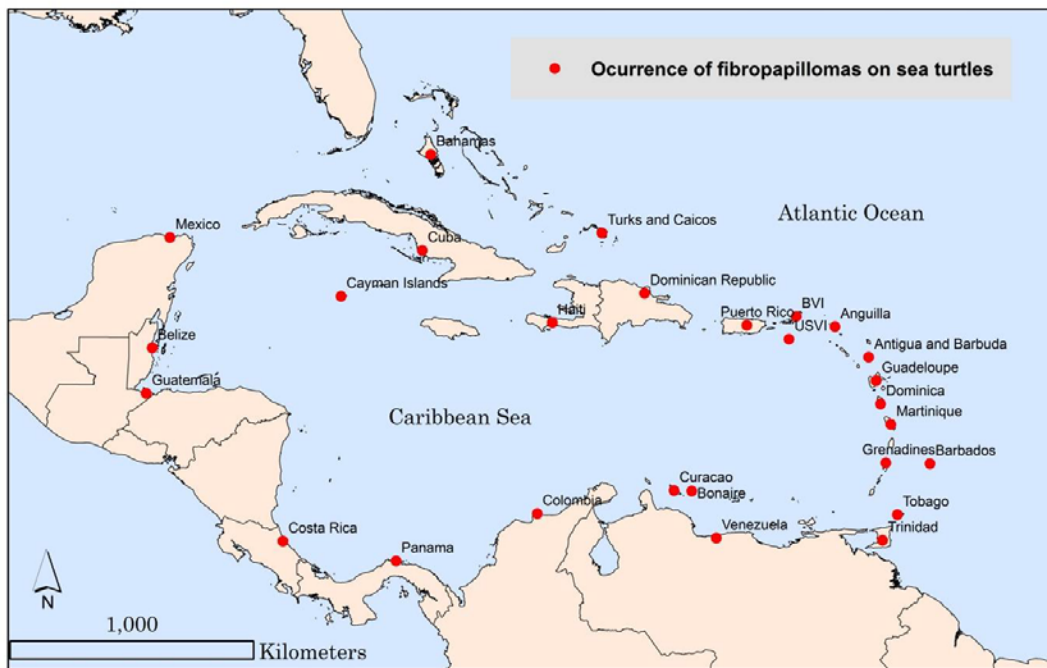 Ocurrence of fibropapillomas on sea turtles
Bahamas
Atlantic Ocean
Turks and Caicos
Mexico
Cuba
Cayman Islands
Dominican Republic
Haiti
Puerto Rico
BVI
USVI
Anguilla
Belize
Antigua and Barbuda
Guatemala
Guadeloupe
Dominica
Caribbean Sea
Martinique
Grenadines
Barbados
Curacao
Bonaire
Colombia
Tobago
Costa Rica
Venezuela
Trinidad
Panama
N
1,000
Kilometers